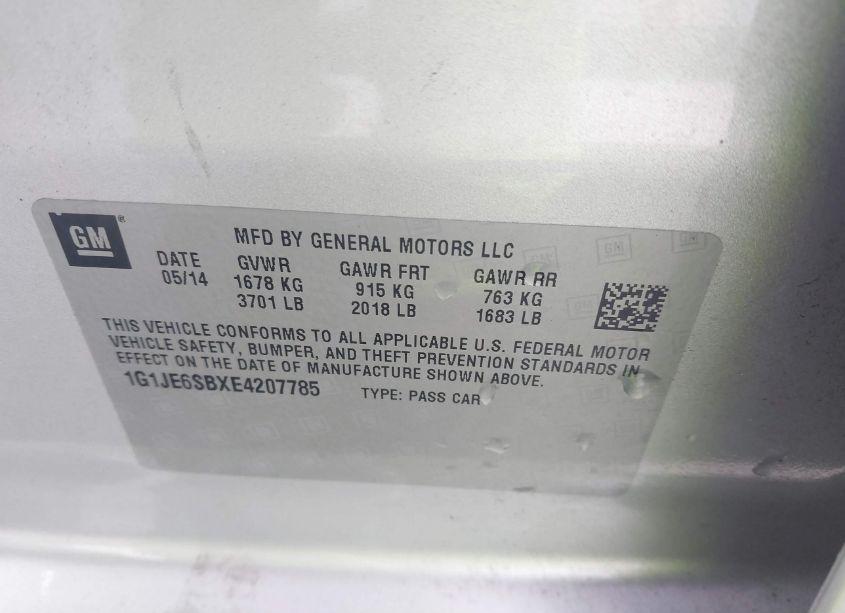 GM
MFD BY GENERAL MOTORS LLC
DATE GVWR GAWR FRT GAWR RR
05/14 1678 KG 915 KG 763 KG
3701 LB 2018 LB 1683 LB
THIS VEHICLE CONFORMS TO ALL APPLICABLE U.S. FEDERAL MOTOR
VEHICLE SAFETY, BUMPER, AND THEFT PREVENTION STANDARDS IN
EFFECT ON THE DATE OF MANUFACTURE SHOWN ABOVE.
1G1JE6SBXE4207785 TYPE: PASS CAR